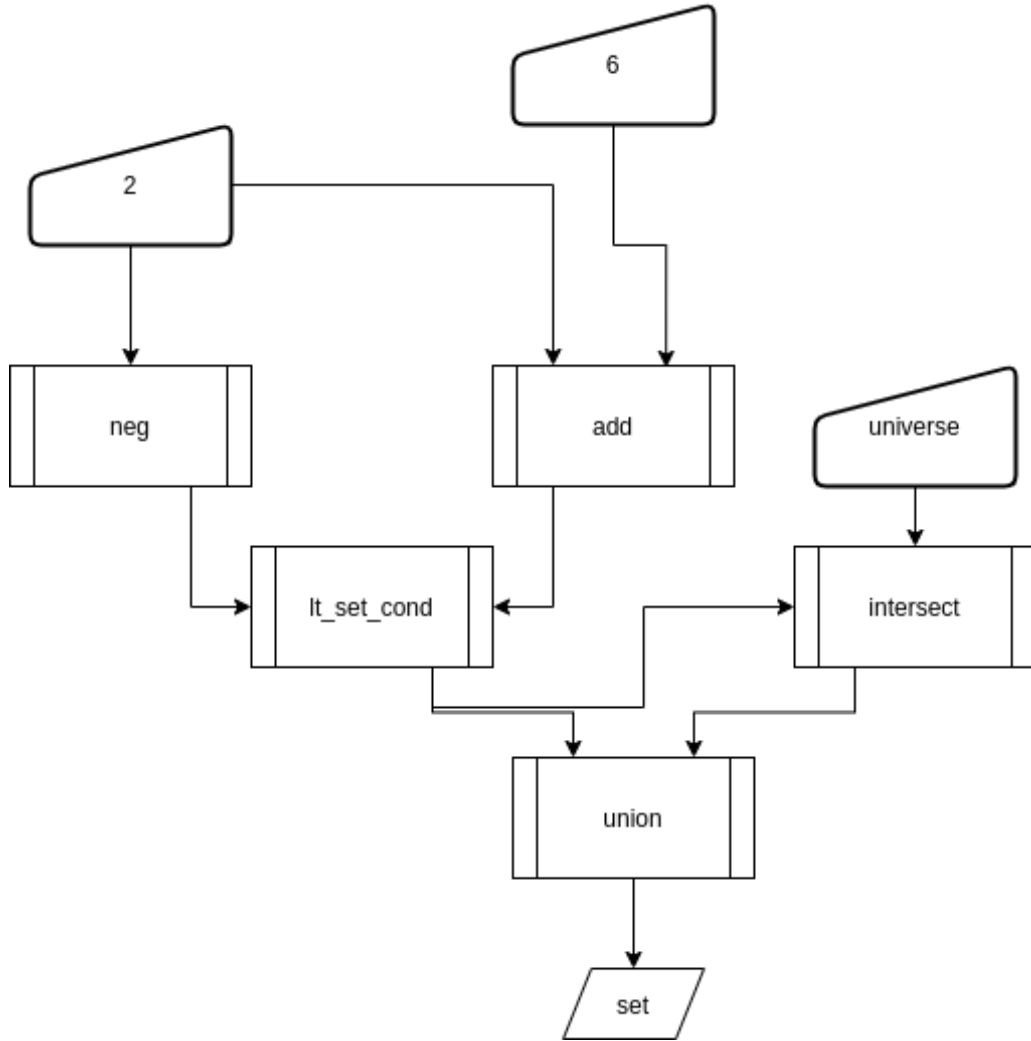 6
2
neg
add
universe
lt_set_cond
intersect
union
set